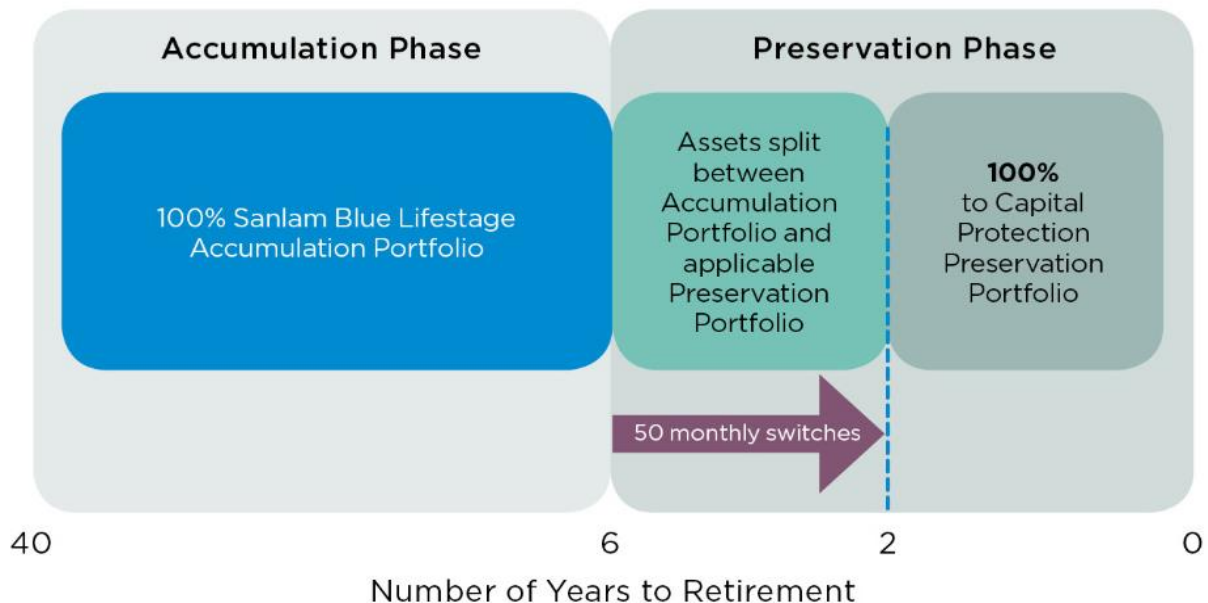 Accumulation Phase
Preservation Phase
100% Sanlam Blue Lifestage
Accumulation Portfolio
Assets split
between
Accumulation
Portfolio and
applicable
Preservation
Portfolio
100%
to Capital
Protection
Preservation
Portfolio
50 monthly switches
40
6
2
0
Number of Years to Retirement